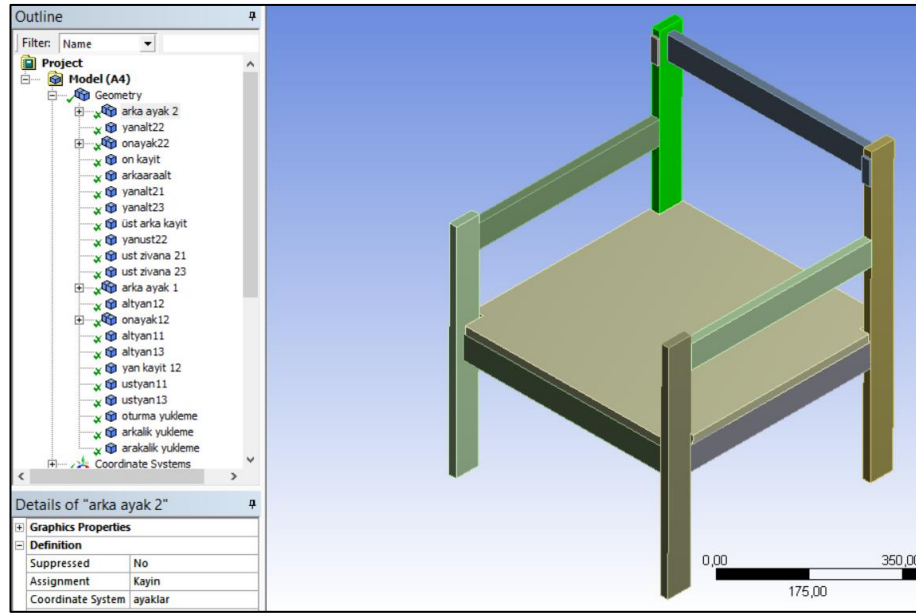 Outline
Filter: Name
Project
Model (A4)
Geometry
arka ayak 2
yanalt22
onayak22
on kayit
arkaaraalt
yanalt21
yanalt23
üst arka kayit
yanust22
ust zivana 21
ust zivana 23
arka ayak 1
altyan12
onayak12
altyan11
altyan13
yan kayit 12
ustyan11
ustyan13
oturma yukleme
arkalik yukleme
arakalik yukleme
Coordinate Systems
Details of "arka ayak 2"
Graphics Properties
Definition
Suppressed No
Assignment Kayin
Coordinate System ayaklar
0,00 350,00
175,00